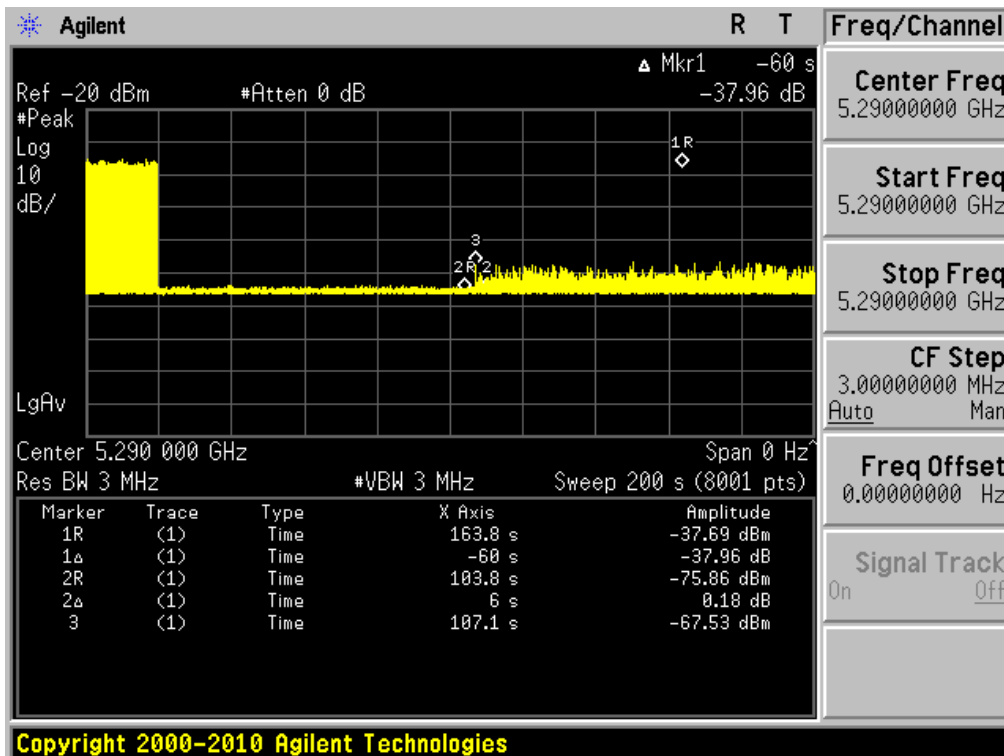 Agilent R T
Δ Mkr1 -60 s
Ref -20 dBm #Atten 0 dB -37.96 dB
#Peak
Log
10
dB/
1R
3
2R 2
LgAv
Center 5.290 000 GHz Span 0 Hz^
Res BW 3 MHz #VBW 3 MHz Sweep 200 s (8001 pts)
Marker Trace Type X Axis Amplitude
1R (1) Time 163.8 s -37.69 dBm
1Δ (1) Time -60 s -37.96 dB
2R (1) Time 103.8 s -75.86 dBm
2Δ (1) Time 6 s 0.18 dB
3 (1) Time 107.1 s -67.53 dBm
Copyright 2000-2010 Agilent Technologies
Freq/Channel
Center Freq
5.29000000 GHz
Start Freq
5.29000000 GHz
Stop Freq
5.29000000 GHz
CF Step
3.00000000 MHz
Auto Man
Freq Offset
0.00000000 Hz
Signal Track
On Off